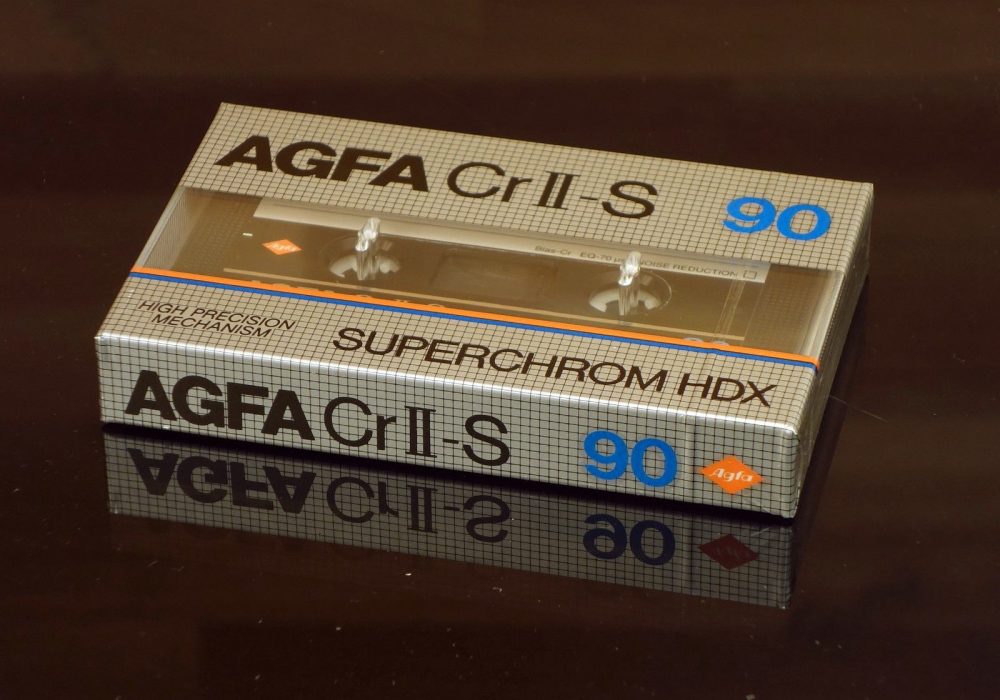 AGFA Cr II-S 90
Agfa
Bias-Cr EQ-70 µs NOISE REDUCTION
HIGH PRECISION
MECHANISM
SUPERCHROM HDX
AGFA Cr II-S 90 Agfa